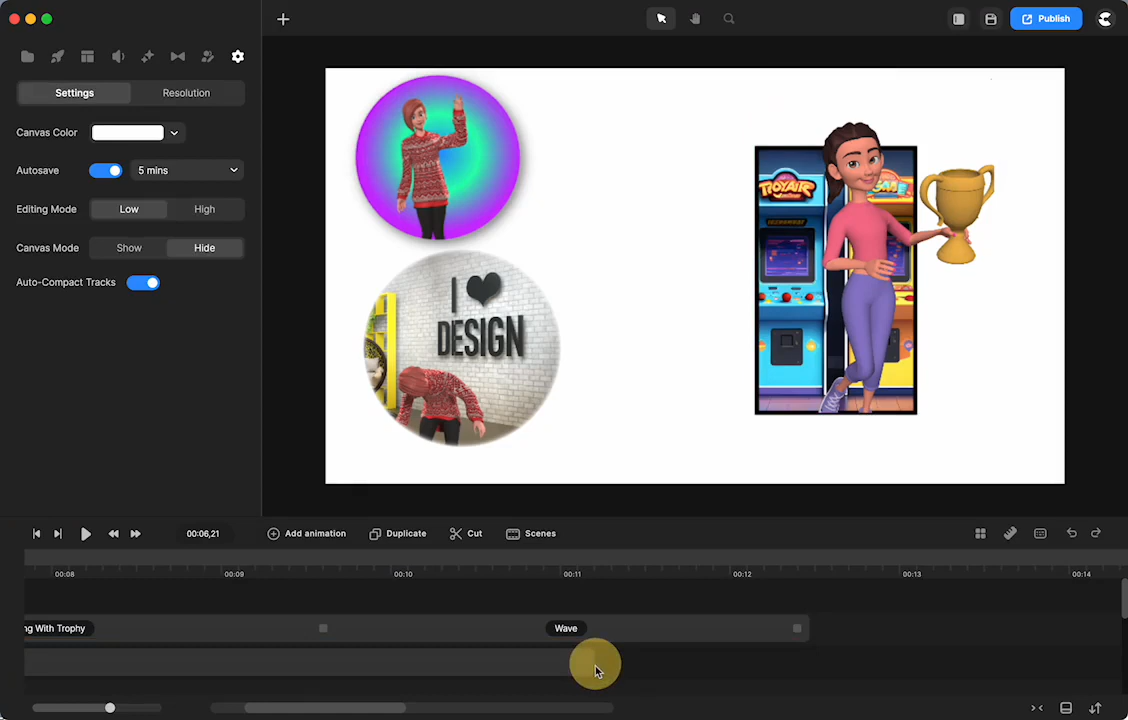 Publish
Settings
Resolution
Canvas Color
Autosave
5 mins
Editing Mode
Low
High
Canvas Mode
Show
Hide
Auto-Compact Tracks
I
DESIGN
00:06,21
Add animation
Duplicate
Cut
Scenes
00:08
00:09
00:10
00:11
00:12
00:13
00:14
ng With Trophy
Wave